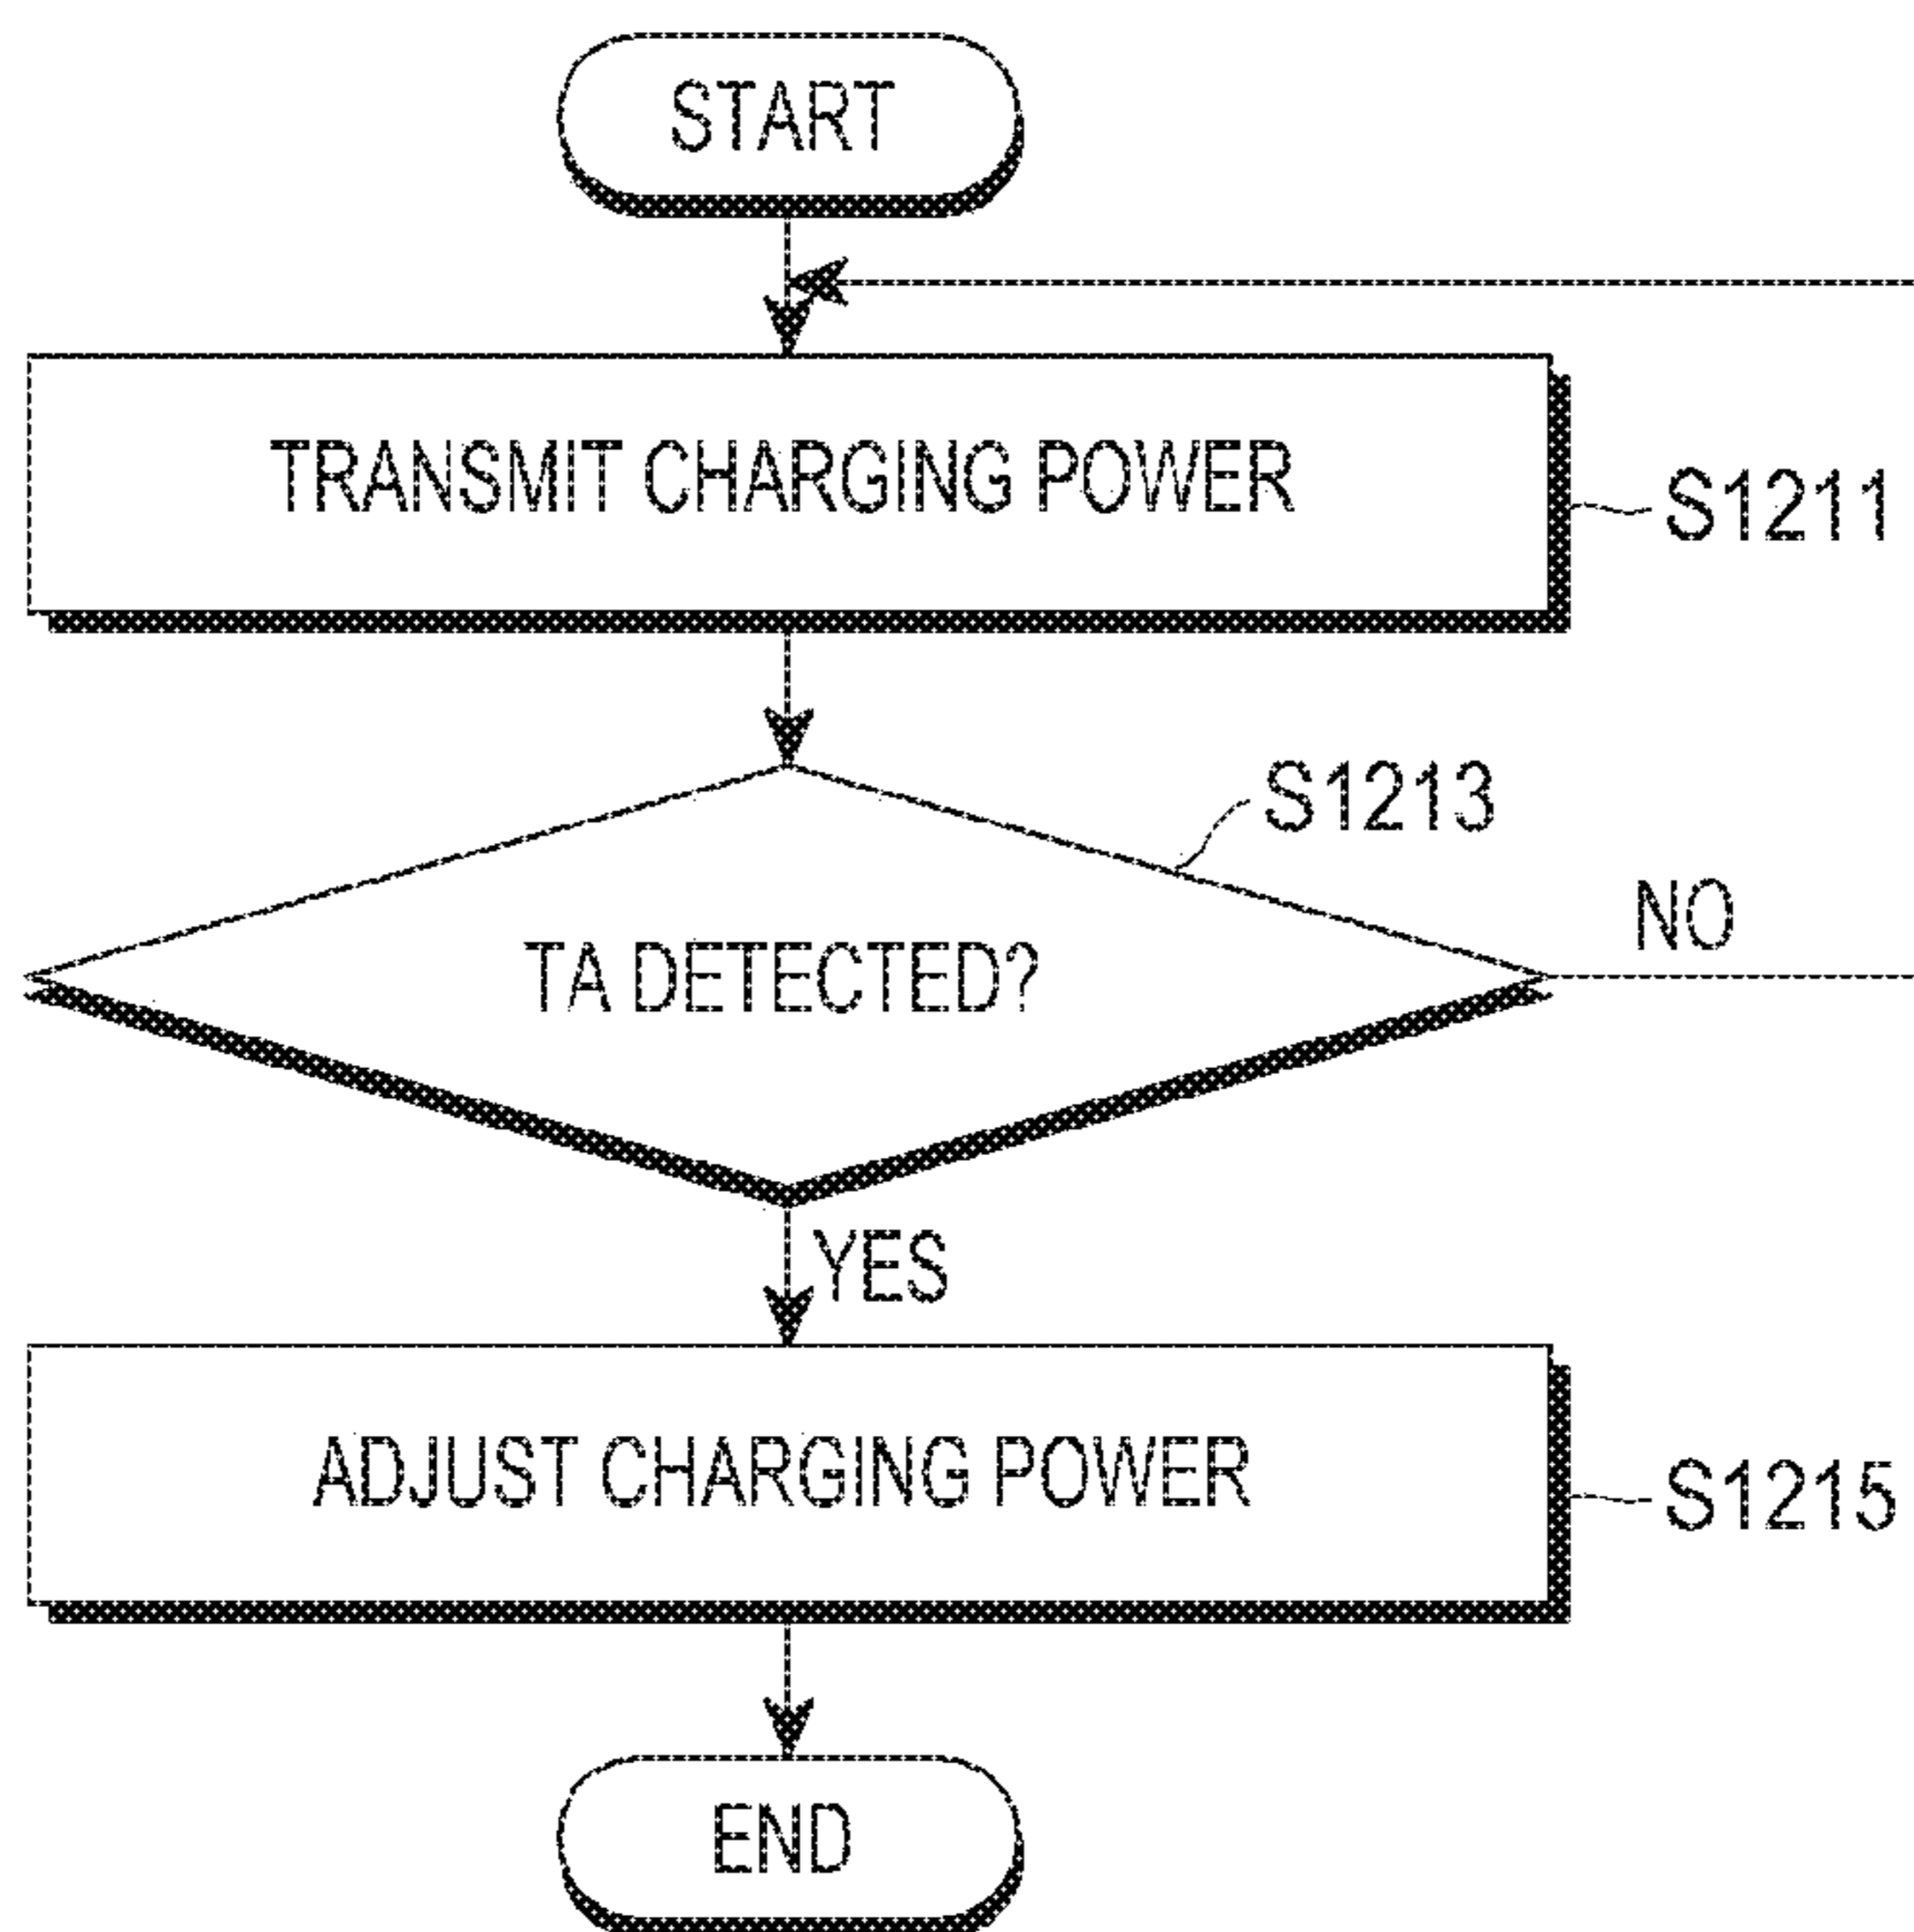 START
TRANSMIT CHARGING POWER
S1211
S1213
NO
TA DETECTED?
YES
ADJUST CHARGING POWER
S1215
END